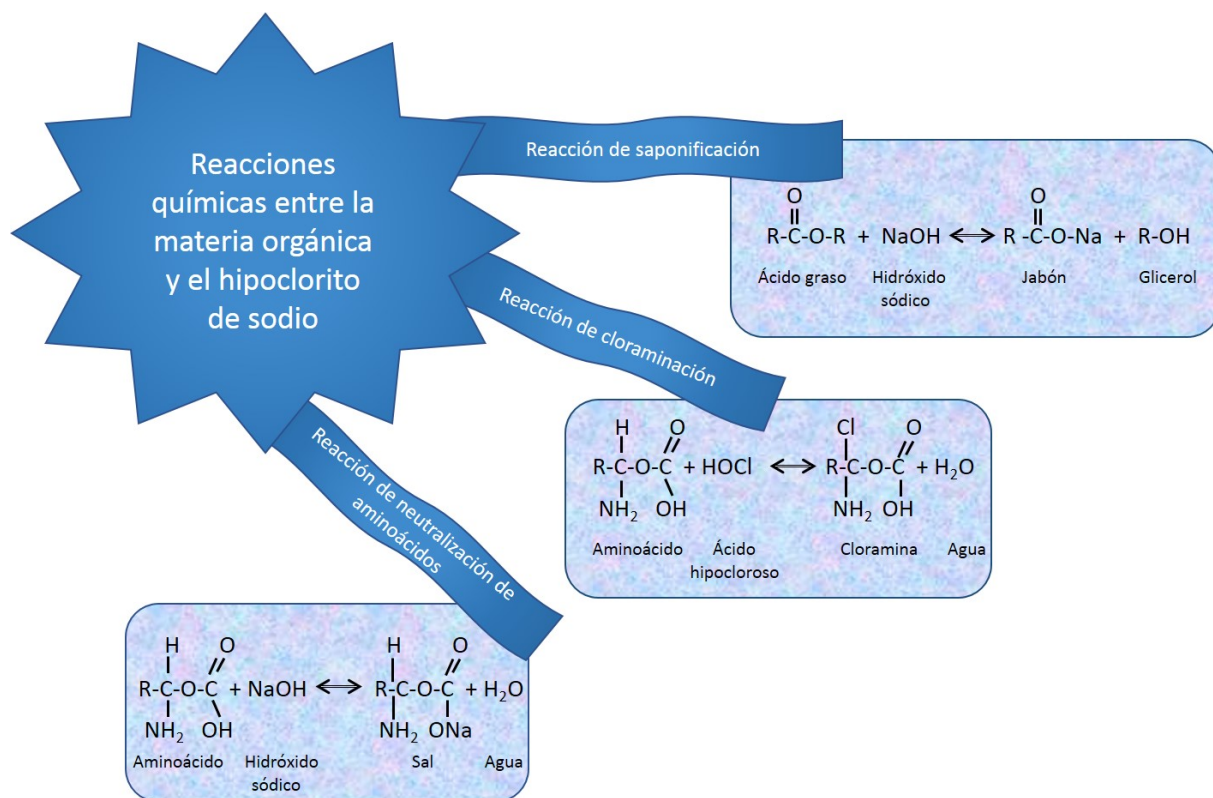 Reacciones
químicas entre la
materia orgánica
y el hipoclorito
de sodio
Reacción de saponificación
O
R-C-O-R + NaOH ⟺ R -C-O-Na + R-OH
O
Ácido graso Hidróxido sódico Jabón Glicerol
Reacción de cloraminación
H O Cl O
R-C-O-C + HOCl ⟷ R-C-O-C + H₂O
NH₂ OH NH₂ OH
Aminoácido Ácido hipocloroso Cloramina Agua
Reacción de neutralización de
aminoácidos
H O H O
R-C-O-C + NaOH ⟺ R-C-O-C + H₂O
NH₂ OH NH₂ ONa
Aminoácido Hidróxido sódico Sal Agua